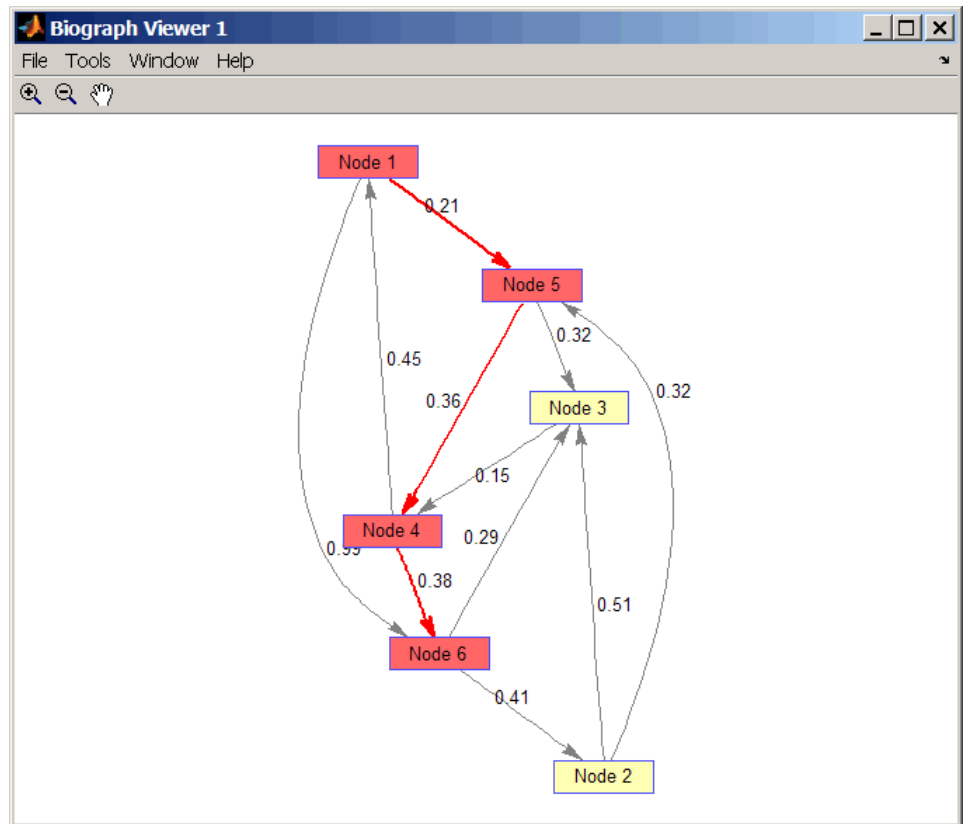 Biograph Viewer 1
File Tools Window Help
Node 1
0.21
Node 5
0.32
0.45
0.32
0.36
Node 3
0.15
Node 4
0.29
0.99
0.38
0.51
Node 6
0.41
Node 2